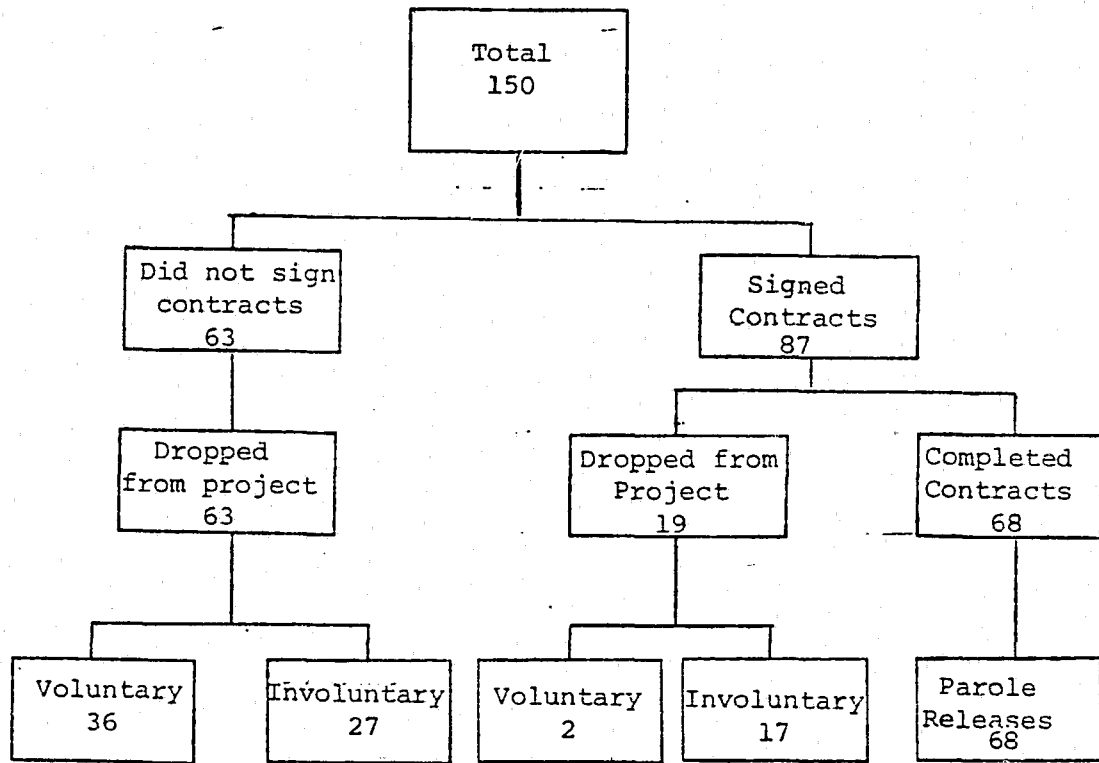 Total
150
Did not sign
contracts
63
Signed
Contracts
87
Dropped
from project
63
Dropped from
Project
19
Completed
Contracts
68
Voluntary
36
Involuntary
27
Voluntary
2
Involuntary
17
Parole
Releases
68